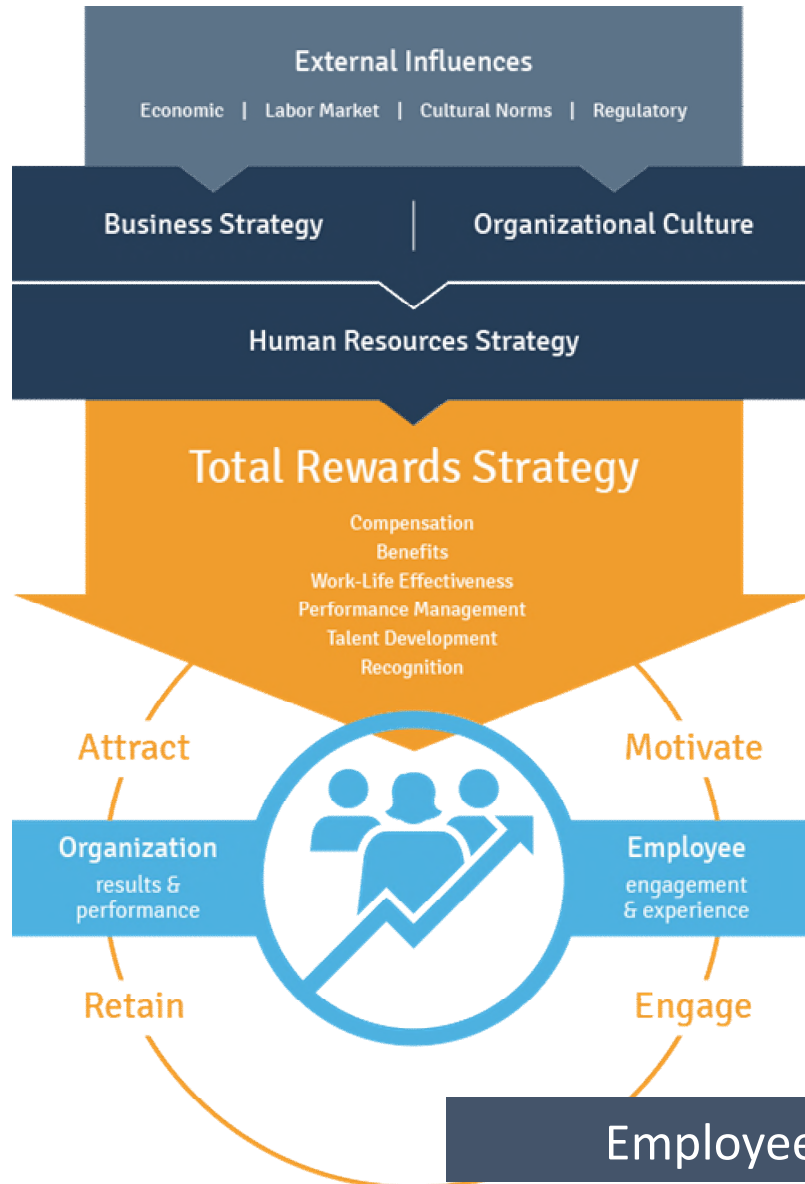 External Influences
Economic | Labor Market | Cultural Norms | Regulatory
Business Strategy | Organizational Culture
Human Resources Strategy
Total Rewards Strategy
Compensation
Benefits
Work-Life Effectiveness
Performance Management
Talent Development
Recognition
Attract
Motivate
Organization
results &
performance
Employee
engagement
& experience
Retain
Engage
Employee